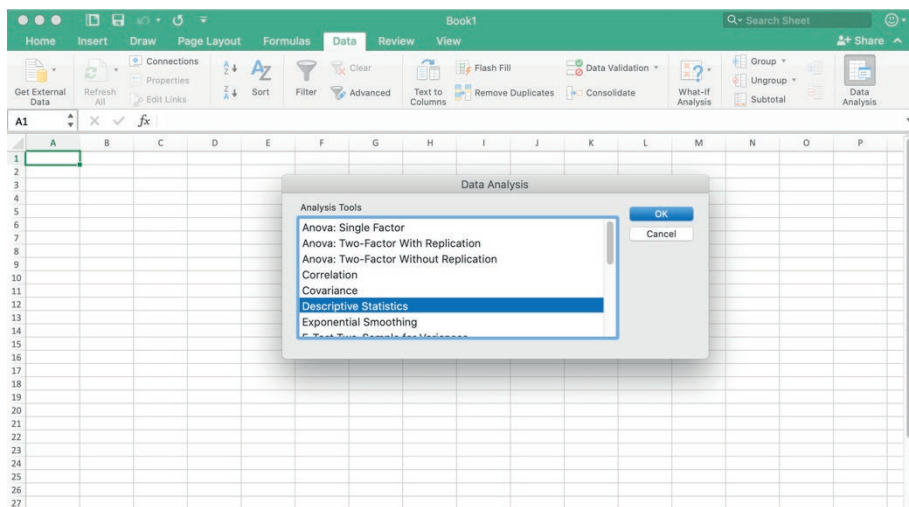 Book1
Search Sheet
Home Insert Draw Page Layout Formulas Data Review View
Share
Get External Data
Refresh All
Connections
Properties
Edit Links
Sort
Filter
Clear
Advanced
Text to Columns
Flash Fill
Remove Duplicates
Data Validation
Consolidate
What-If Analysis
Group
Ungroup
Subtotal
Data Analysis
A1 fx
A B C D E F G H I J K L M N O P
1
2
3
4
5
6
7
8
9
10
11
12
13
14
15
16
17
18
19
20
21
22
23
24
25
26
27
Data Analysis
Analysis Tools
Anova: Single Factor
Anova: Two-Factor With Replication
Anova: Two-Factor Without Replication
Correlation
Covariance
Descriptive Statistics
Exponential Smoothing
F-Test Two-Sample for Variances
OK
Cancel